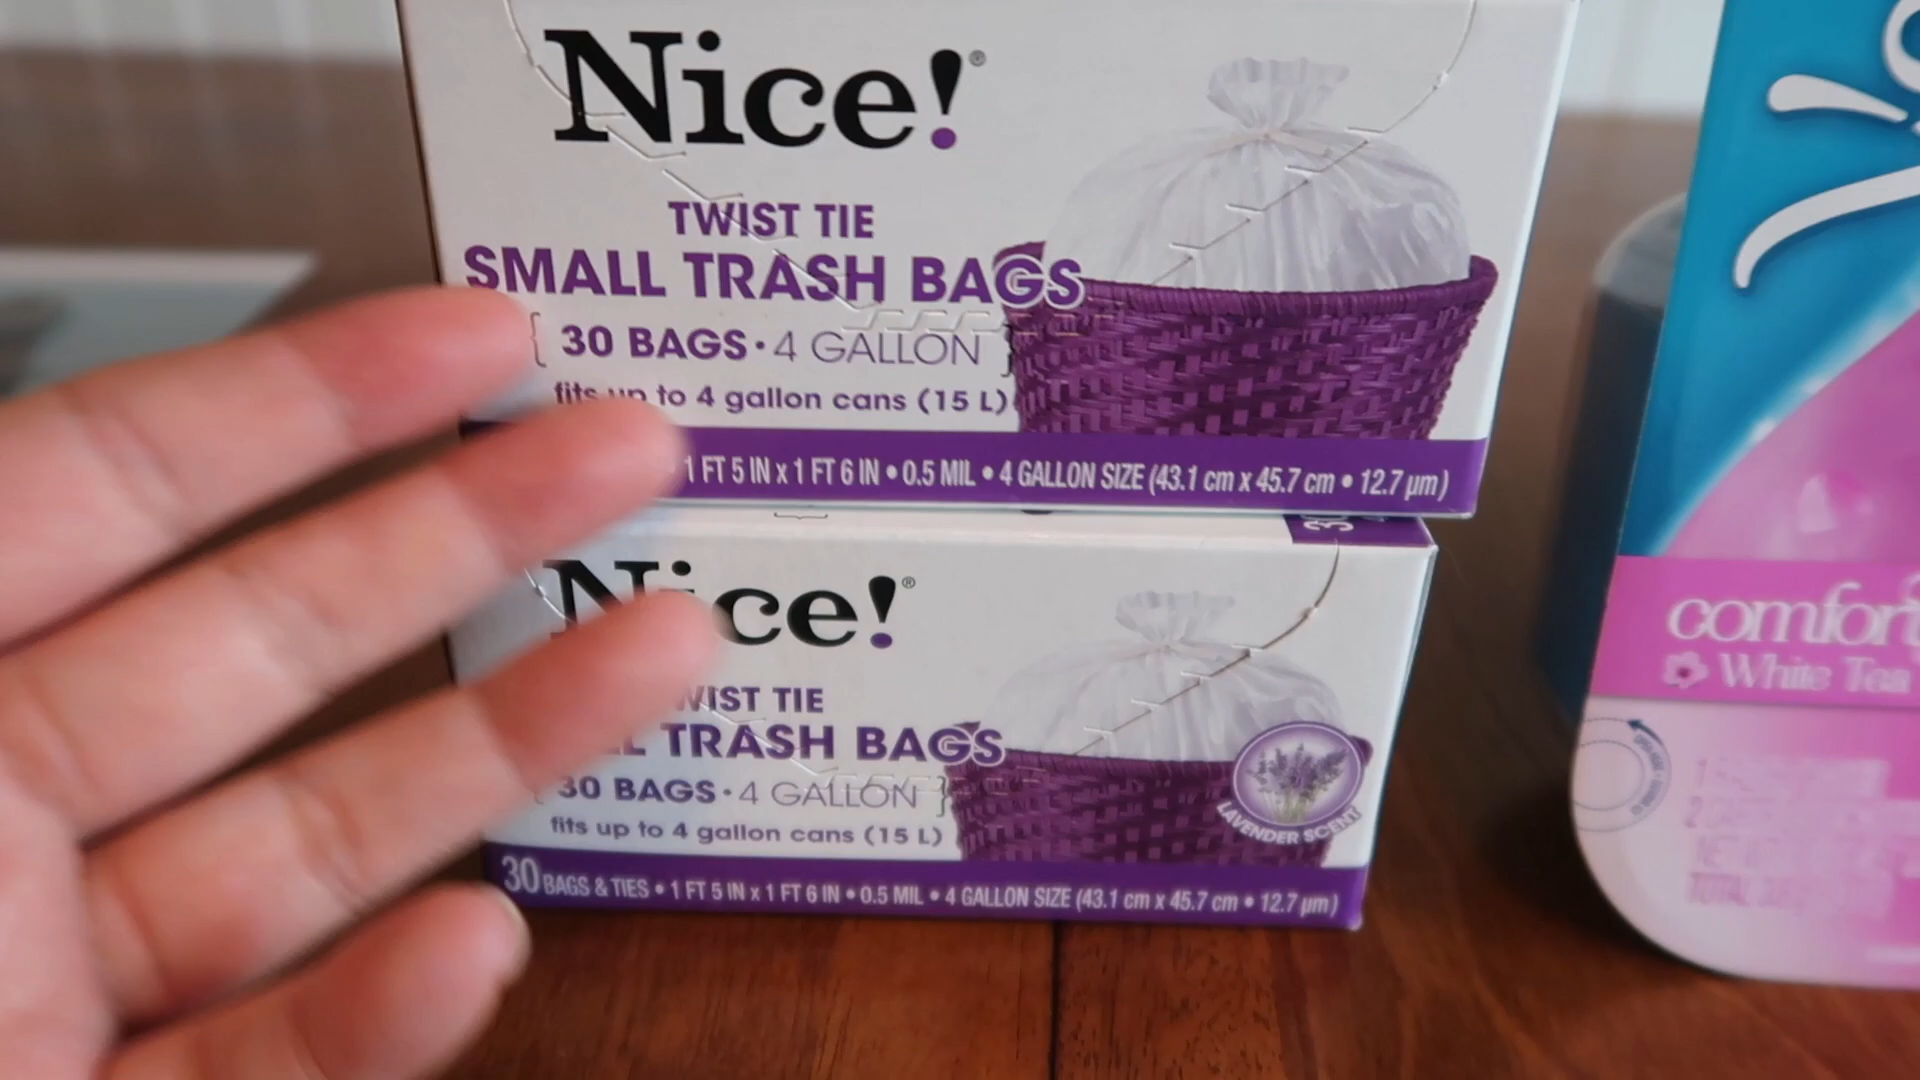 Nice!®
TWIST TIE
SMALL TRASH BAGS
{ 30 BAGS • 4 GALLON }
fits up to 4 gallon cans (15 L)
1 FT 5 IN x 1 FT 6 IN • 0.5 MIL • 4 GALLON SIZE (43.1 cm x 45.7 cm • 12.7 µm)
Nice!®
TWIST TIE
TRASH BAGS
{ 30 BAGS • 4 GALLON }
fits up to 4 gallon cans (15 L)
LAVENDER SCENT
30 BAGS & TIES • 1 FT 5 IN x 1 FT 6 IN • 0.5 MIL • 4 GALLON SIZE (43.1 cm x 45.7 cm • 12.7 µm)
comfort
White Tea